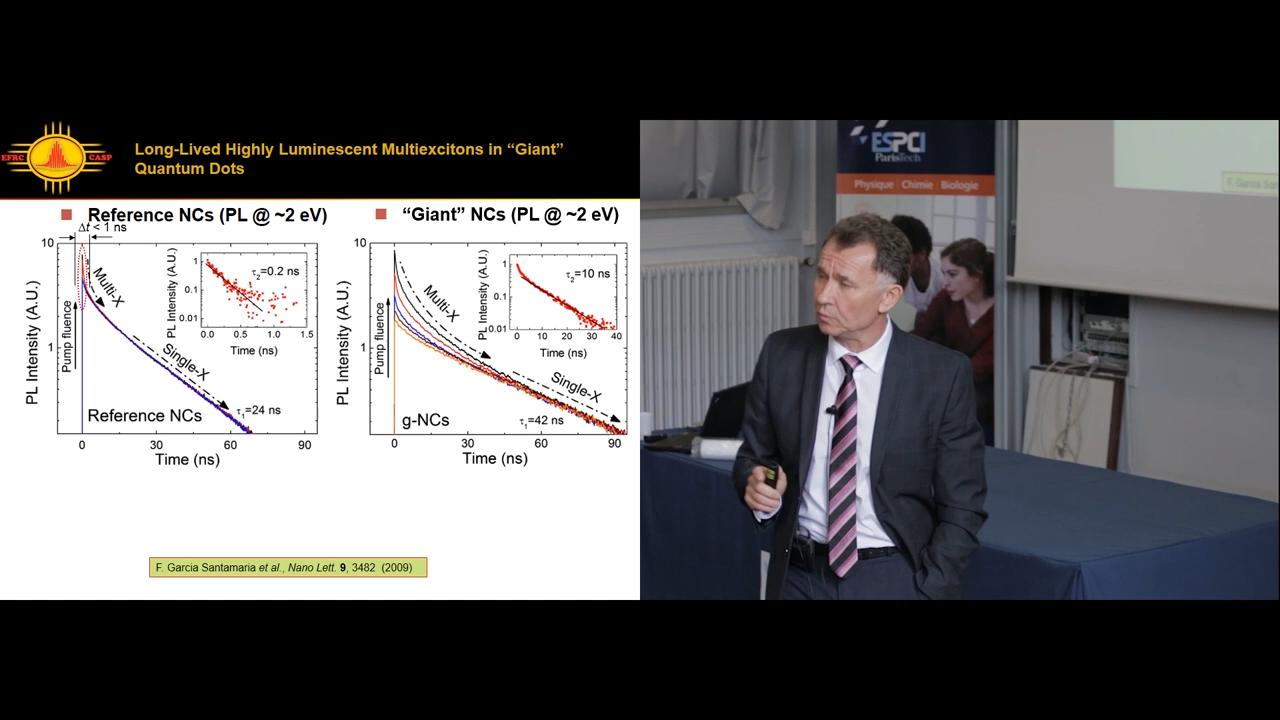 EFRC CASP
Long-Lived Highly Luminescent Multiexcitons in “Giant”
Quantum Dots
Reference NCs (PL @ ~2 eV)
Δt < 1 ns
10
1
PL Intensity (A.U.)
Pump fluence
Multi-X
Single-X
τ1=24 ns
Reference NCs
0 30 60 90
Time (ns)
PL Intensity (A.U.)
1
0.1
0.01
τ2=0.2 ns
0.0 0.5 1.0 1.5
Time (ns)
“Giant” NCs (PL @ ~2 eV)
10
1
PL Intensity (A.U.)
Pump fluence
Multi-X
Single-X
τ1=42 ns
g-NCs
0 30 60 90
Time (ns)
PL Intensity (A.U.)
1
0.1
0.01
τ2=10 ns
0 10 20 30 40
Time (ns)
F. Garcia Santamaria et al., Nano Lett. 9, 3482 (2009)
ESPCI
ParisTech
Physique Chimie Biologie
F. Garcia